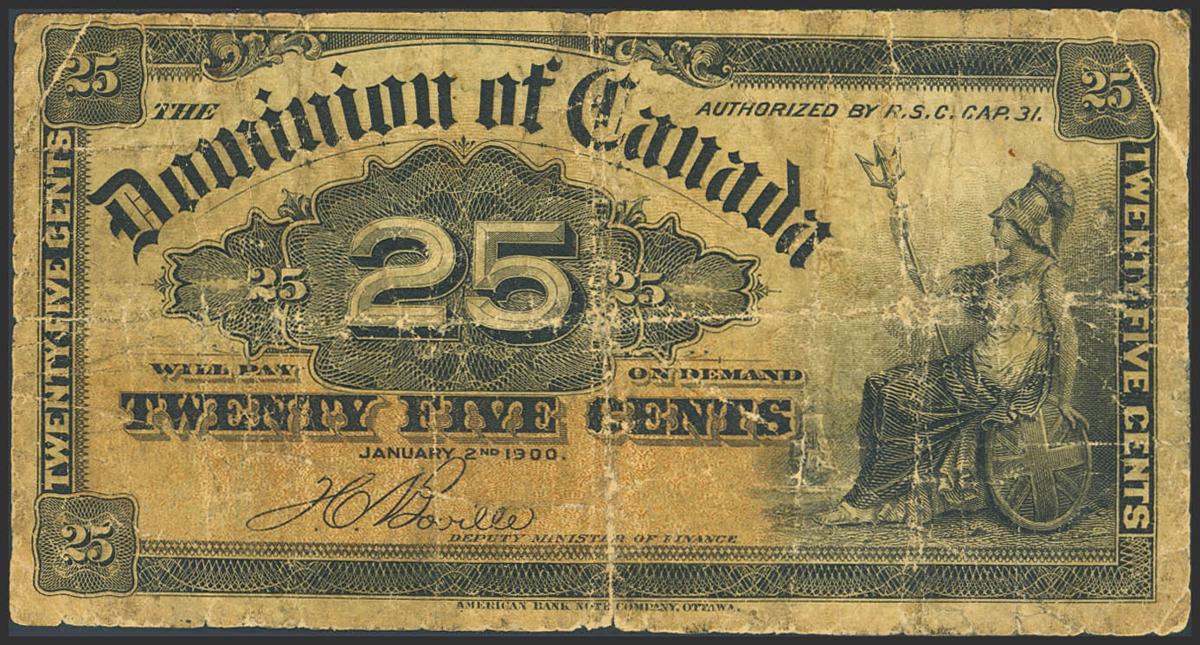 25
25
THE
Dominion of Canada
AUTHORIZED BY R.S.C. CAP. 31.
TWENTY FIVE CENTS
TWENTY FIVE CENTS
25
25
25
WILL PAY
ON DEMAND
TWENTY FIVE CENTS
JANUARY 2ND 1900.
J.C. Boville
DEPUTY MINISTER OF FINANCE
25
AMERICAN BANK NOTE COMPANY, OTTAWA.